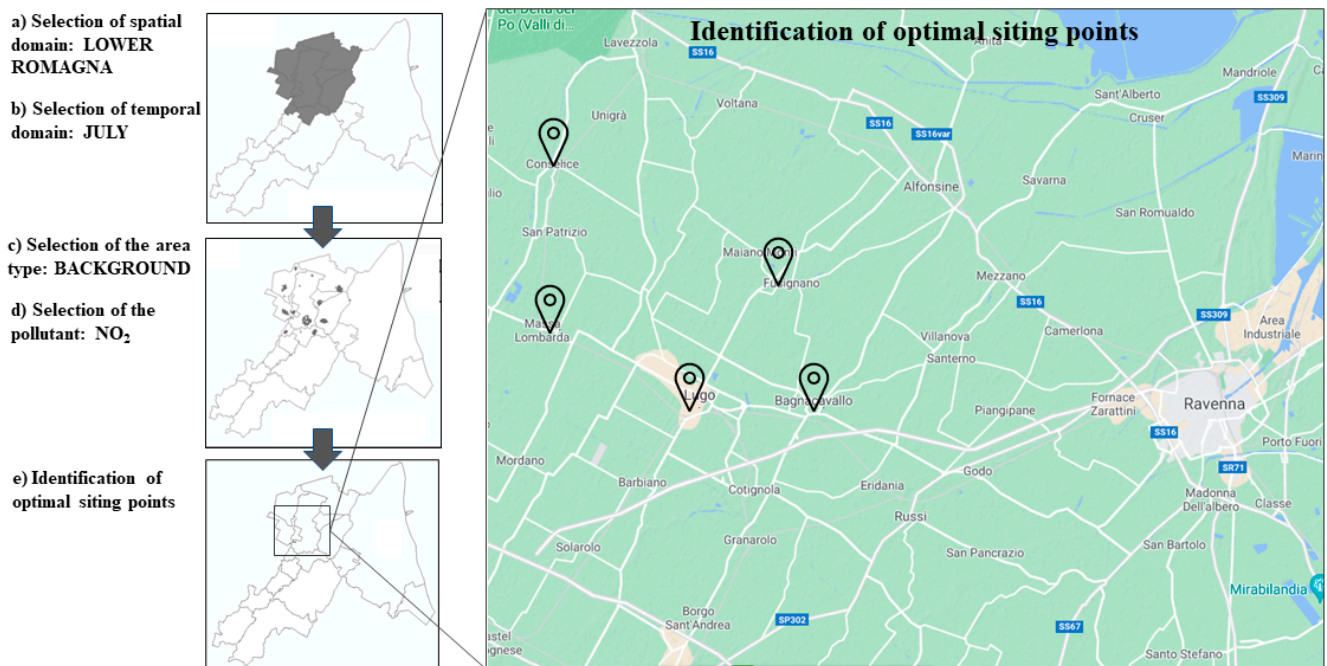 a) Selection of spatial
domain: LOWER
ROMAGNA
b) Selection of temporal
domain: JULY
c) Selection of the area
type: BACKGROUND
d) Selection of the
pollutant: NO₂
e) Identification of
optimal siting points
Identification of optimal siting points
Po (Valli di...
Lavezzola
SS16
Anita
Mandriole
SS309
Sant'Alberto
Cruser
Voltana
Unigrà
SS16
SS16var
Conselice
Marin
Alfonsine
Savarna
San Romualdo
San Patrizio
Maiano Monti
Fusignano
Mezzano
SS16
SS309
Area
Industriale
Massa
Lombarda
Camerlona
Villanova
Santerno
Lugo
Bagnacavallo
Piangipane
Fornace
Zarattini
Ravenna
SS16
Porto Fuori
Mordano
SR71
Godo
Barbiano
Cotignola
Eridania
Madonna
Dell'albero
Classe
Russi
Granarolo
Solarolo
San Pancrazio
San Bartolo
Mirabilandia
Borgo
Sant'Andrea
SP302
SS67
Santo Stefano